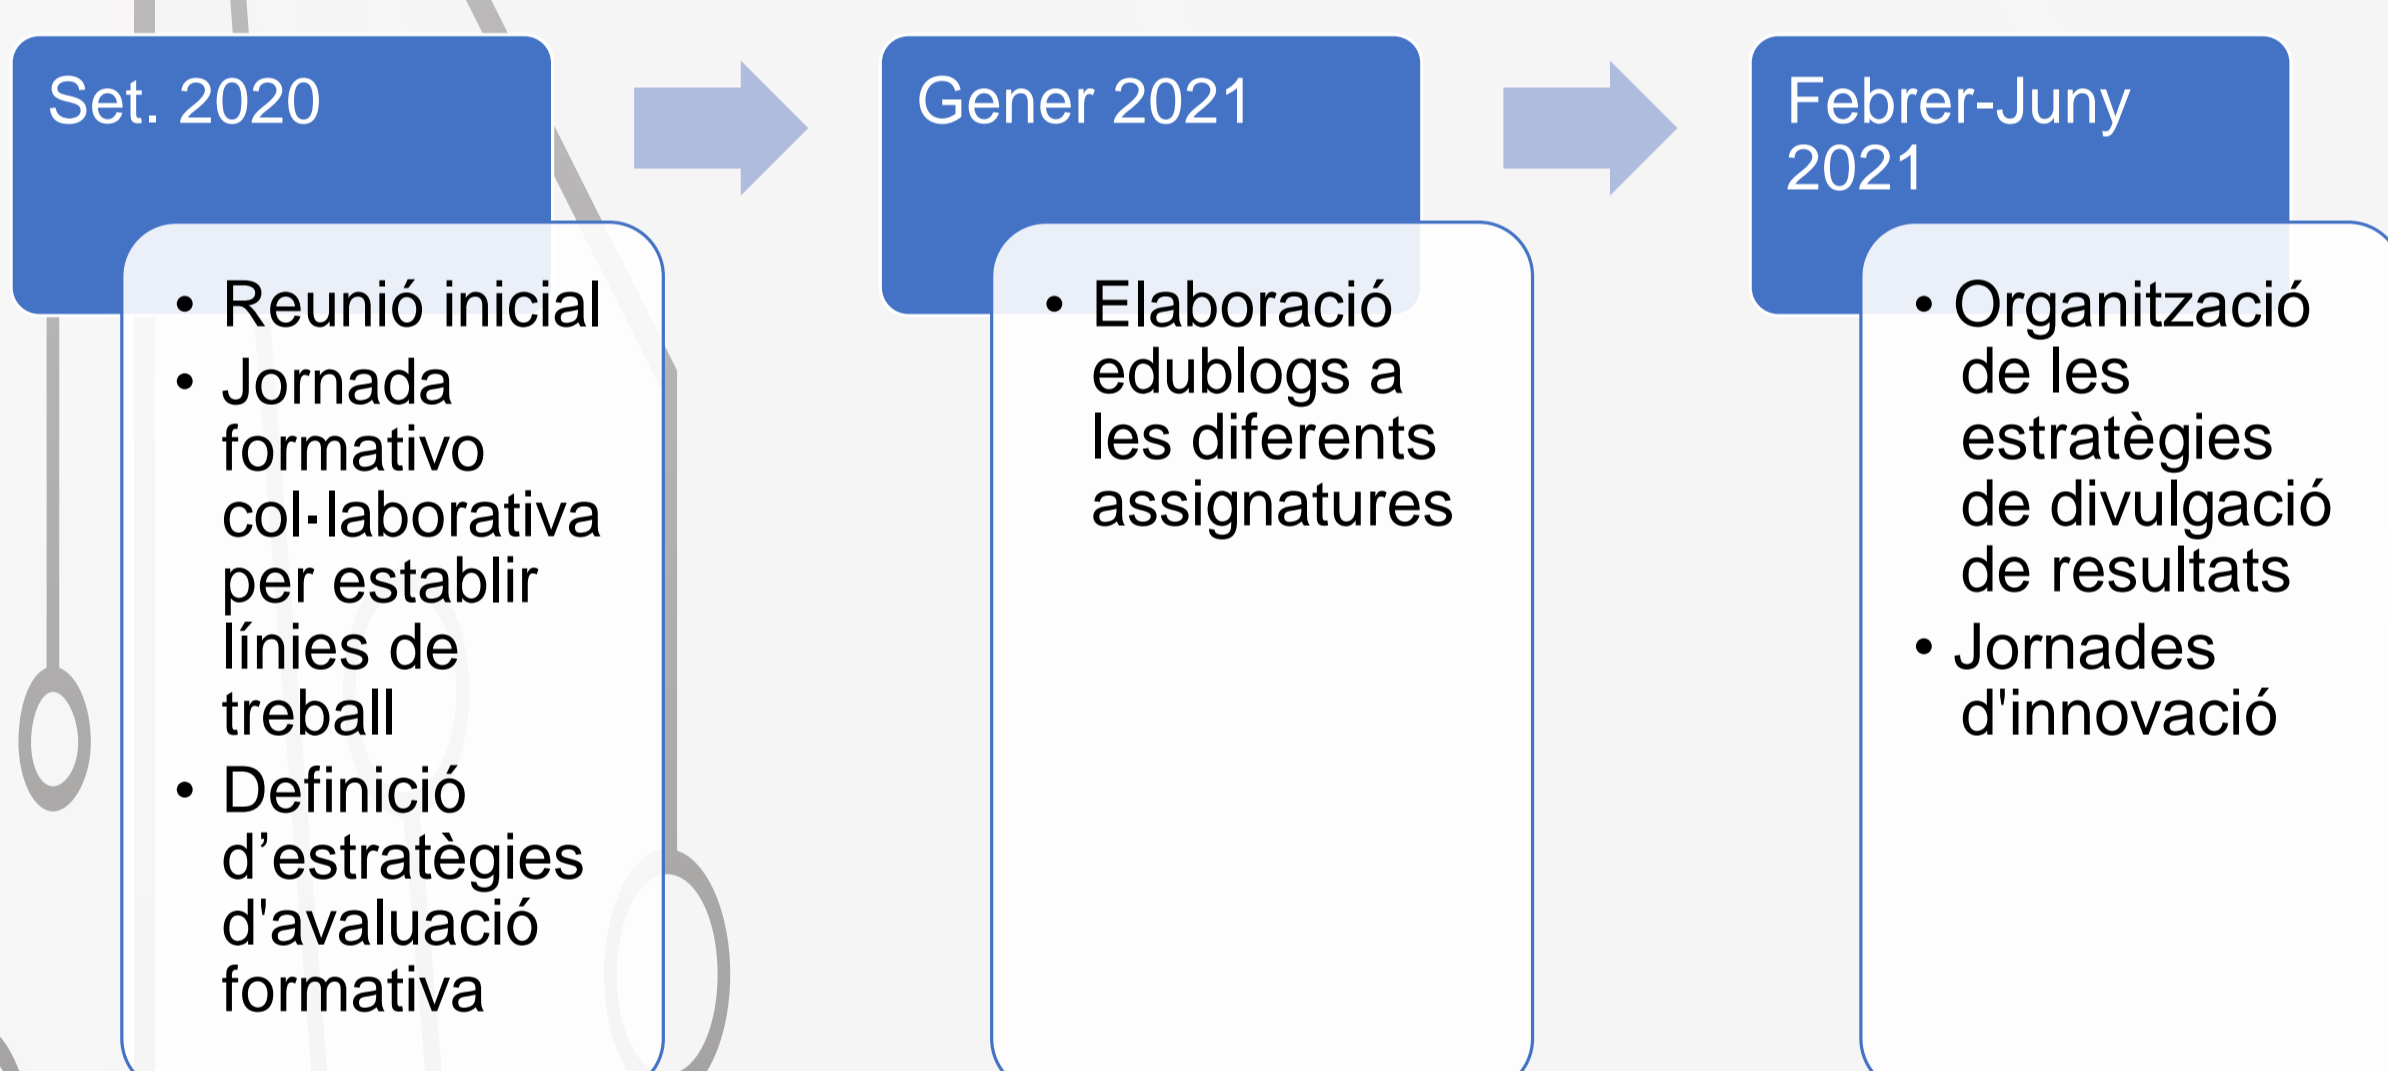 Set. 2020
• Reunió inicial
• Jornada
formativo
col·laborativa
per establir
línies de
treball
• Definició
d’estratègies
d'avaluació
formativa
Gener 2021
• Elaboració
edublogs a
les diferents
assignatures
Febrer-Juny
2021
• Organització
de les
estratègies
de divulgació
de resultats
• Jornades
d'innovació